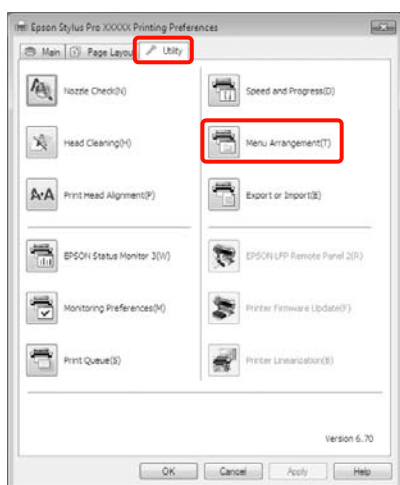 Epson Stylus Pro XXXXX Printing Preferences
Main Page Layout Utility
Nozzle Check(N)
Speed and Progress(D)
Head Cleaning(H)
Menu Arrangement(T)
A·A Print Head Alignment(P)
Export or Import(E)
EPSON Status Monitor 3(W)
EPSON LFP Remote Panel 2(R)
Monitoring Preferences(M)
Printer Firmware Update(F)
Print Queue(S)
Printer Linearization(B)
Version 6.70
OK Cancel Apply Help